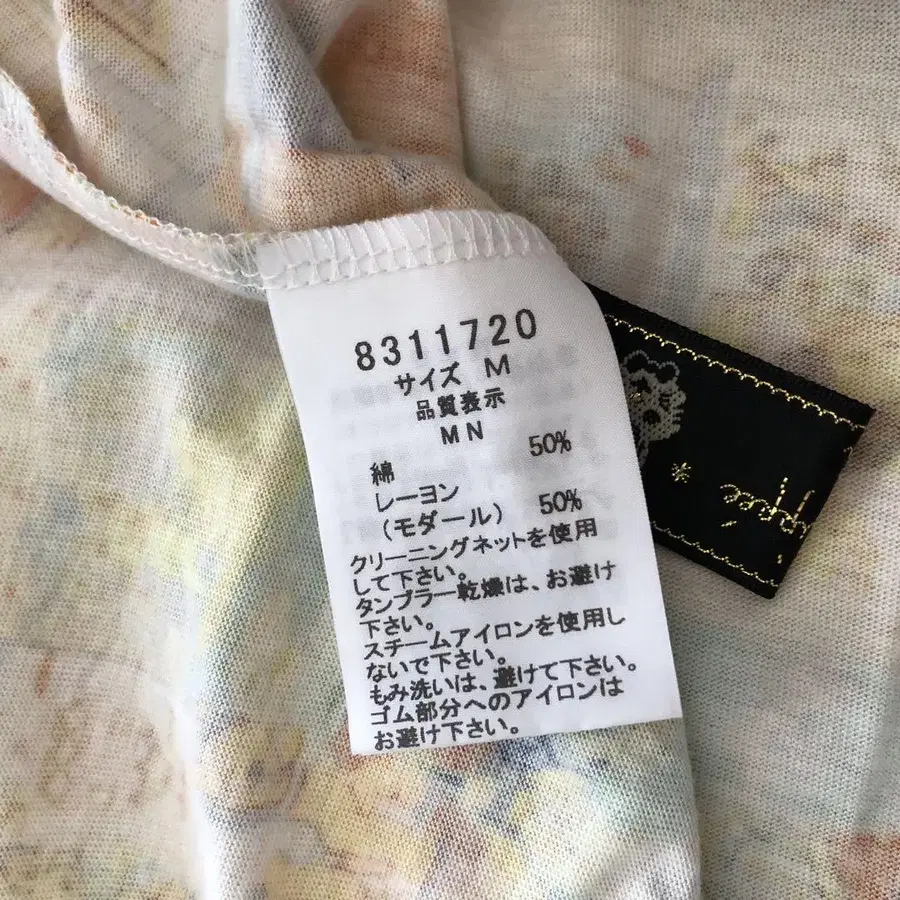 8311720
サイズ M
品質表示
MN
綿 50%
レーヨン
(モダール) 50%
クリーニングネットを使用
して下さい。
タンブラー乾燥は、お避け
下さい。
スチームアイロンを使用し
ないで下さい。
もみ洗いは、避けて下さい。
ゴム部分へのアイロンは
お避け下さい。